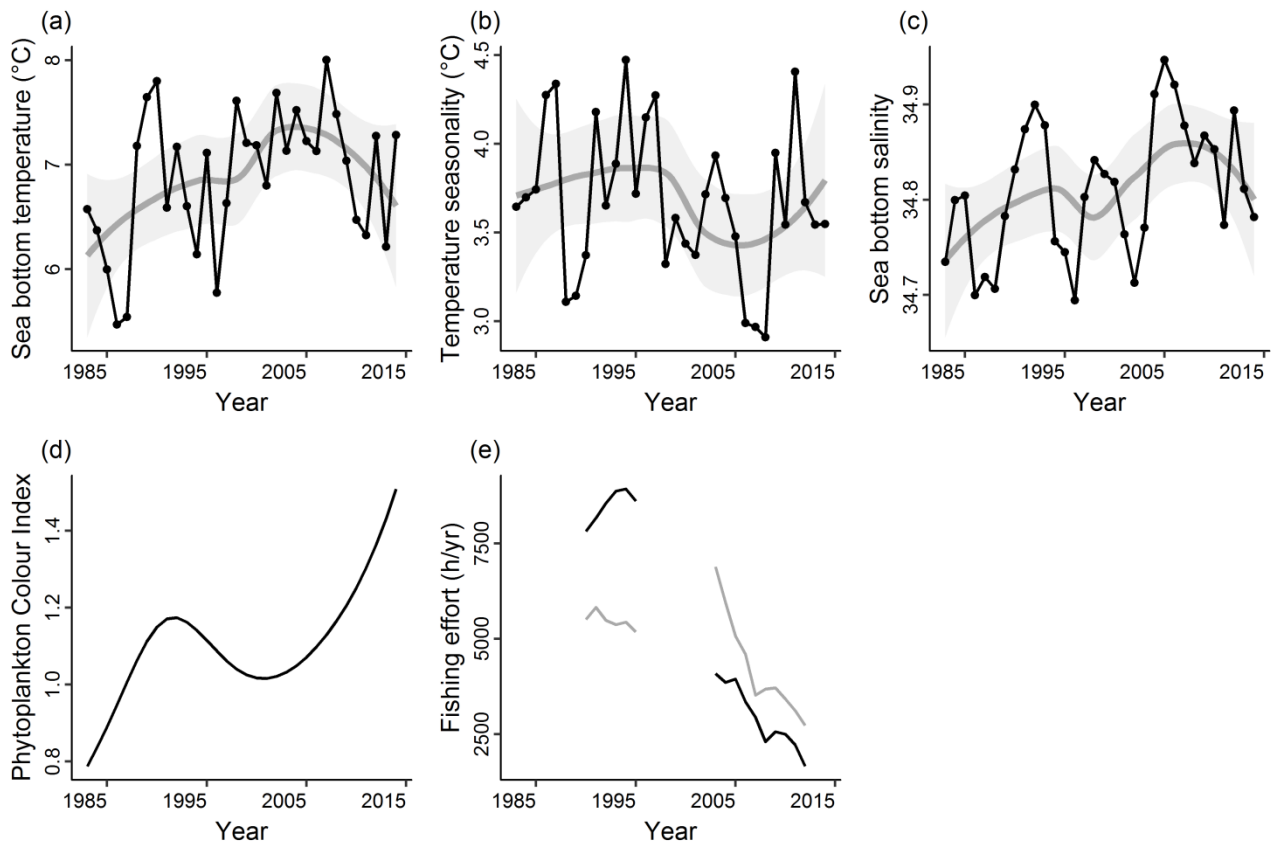 (a)
Sea bottom temperature (°C)
8
7
6
1985 1995 2005 2015
Year
(b)
Temperature seasonality (°C)
4.5
4.0
3.5
3.0
1985 1995 2005 2015
Year
(c)
Sea bottom salinity
34.9
34.8
34.7
1985 1995 2005 2015
Year
(d)
Phytoplankton Colour Index
1.4
1.2
1.0
0.8
1985 1995 2005 2015
Year
(e)
Fishing effort (h/yr)
7500
5000
2500
1985 1995 2005 2015
Year